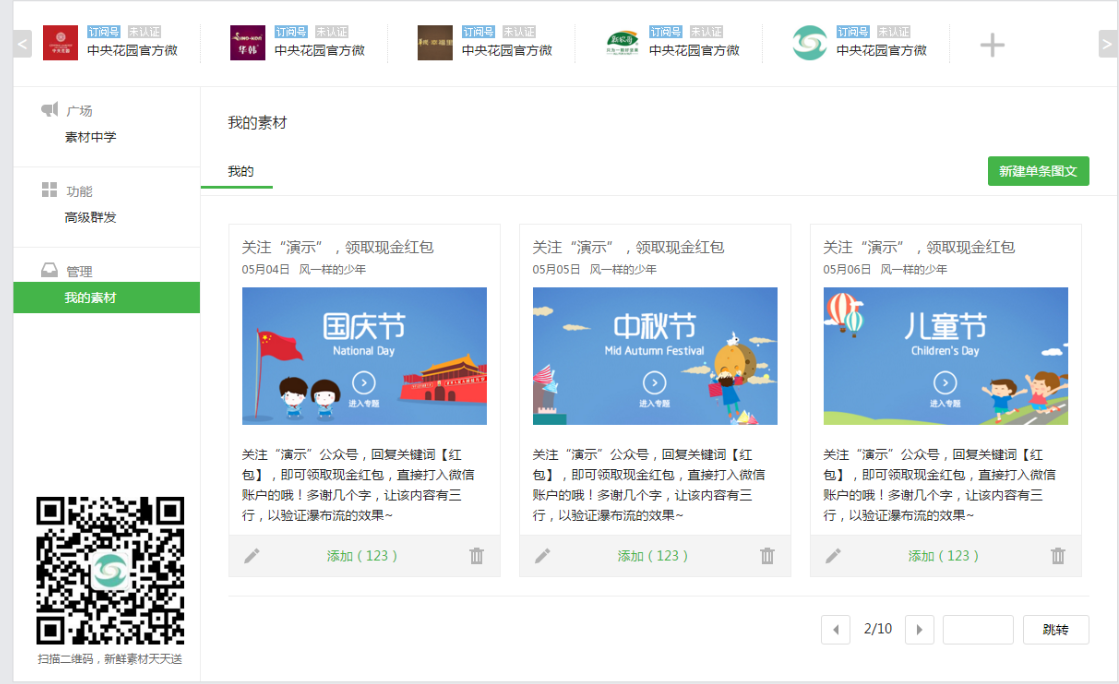 <
订阅号 未认证
中央花园官方微
订阅号 未认证
中央花园官方微
华韩
订阅号 未认证
中央花园官方微
订阅号 未认证
中央花园官方微
订阅号 未认证
中央花园官方微
+
>
广场
素材中学
功能
高级群发
管理
我的素材
扫描二维码，新鲜素材天天送
我的素材
我的
新建单条图文
关注“演示”，领取现金红包
05月04日 风一样的少年
国庆节
National Day
进入专题
关注“演示”公众号，回复关键词【红
包】，即可领取现金红包，直接打入微信
账户的哦！多谢几个字，让该内容有三
行，以验证瀑布流的效果~
添加（123）
关注“演示”，领取现金红包
05月05日 风一样的少年
中秋节
Mid Autumn Festival
进入专题
关注“演示”公众号，回复关键词【红
包】，即可领取现金红包，直接打入微信
账户的哦！多谢几个字，让该内容有三
行，以验证瀑布流的效果~
添加（123）
关注“演示”，领取现金红包
05月06日 风一样的少年
儿童节
Children's Day
进入专题
关注“演示”公众号，回复关键词【红
包】，即可领取现金红包，直接打入微信
账户的哦！多谢几个字，让该内容有三
行，以验证瀑布流的效果~
添加（123）
2/10
跳转